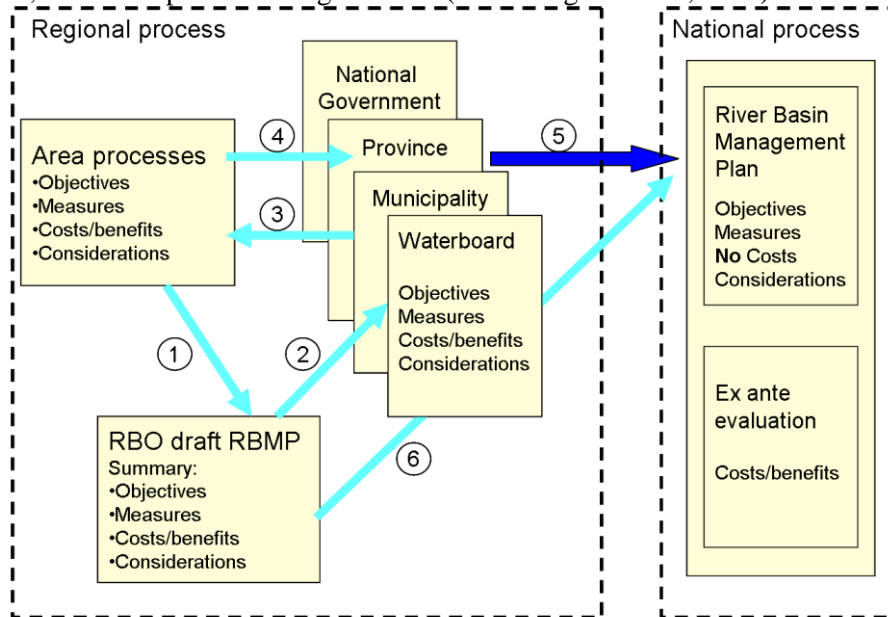 Regional process
National process
National
Government
Area processes
•Objectives
•Measures
•Costs/benefits
•Considerations
4
3
Province
Municipality
Waterboard
Objectives
Measures
Costs/benefits
Considerations
5
River Basin
Management
Plan
Objectives
Measures
No Costs
Considerations
1
2
RBO draft RBMP
Summary:
•Objectives
•Measures
•Costs/benefits
•Considerations
6
Ex ante
evaluation
Costs/benefits